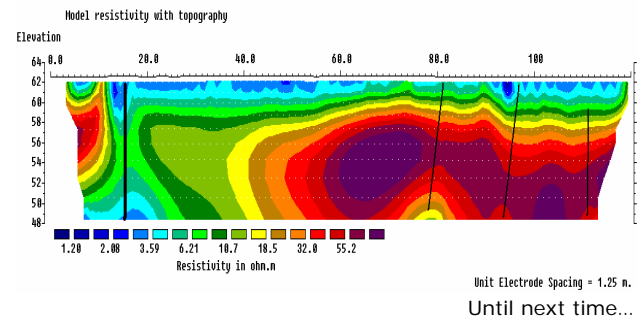 Model resistivity with topography
Elevation
0.0 20.0 40.0 60.0 80.0 100
64
62
60
58
56
54
52
50
48
1.20 2.08 3.59 6.21 10.7 18.5 32.0 55.2
Resistivity in ohm.m
Unit Electrode Spacing = 1.25 m.
Until next time...